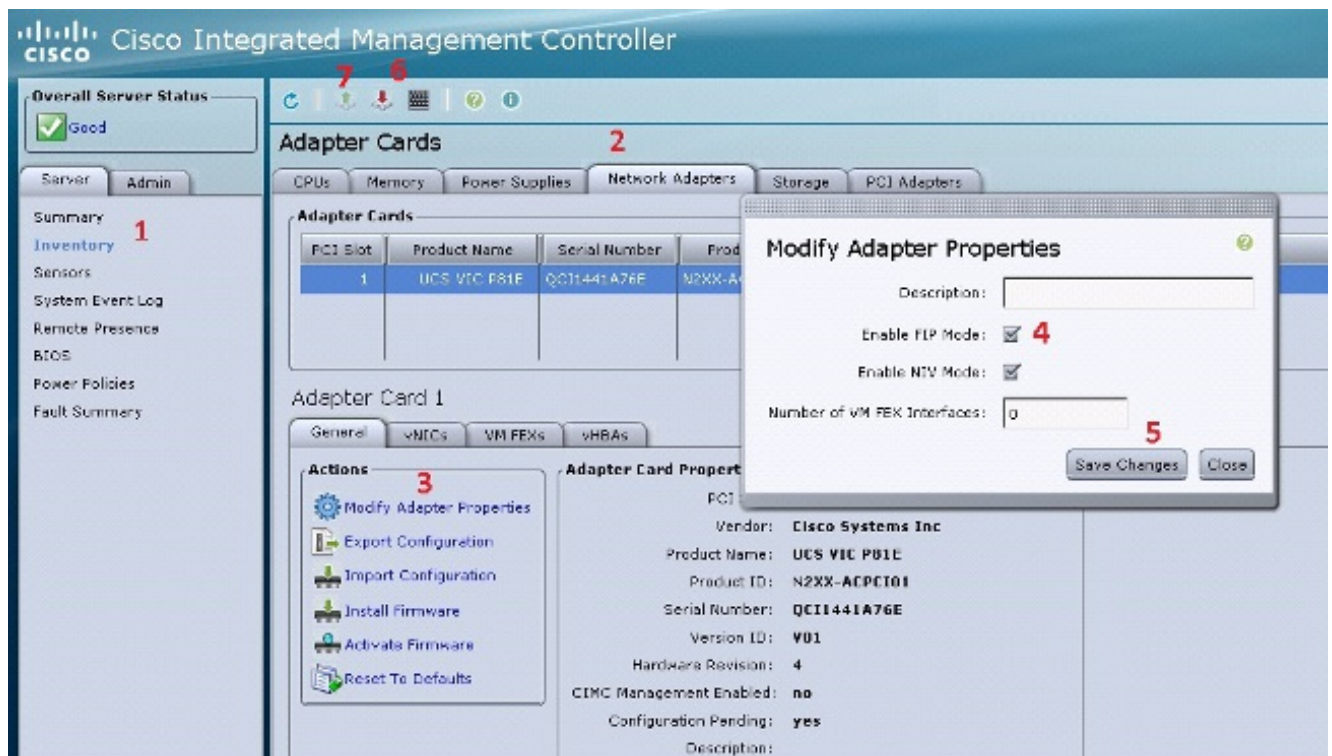 CISCO Cisco Integrated Management Controller
7 6
Overall Server Status
Good
Server Admin
Summary
1
Inventory
Sensors
System Event Log
Remote Presence
BIOS
Power Policies
Fault Summary
Adapter Cards
2
CPUs Memory Power Supplies Network Adapters Storage PCI Adapters
Adapter Cards
PCI Slot Product Name Serial Number Prod
1 UCS VIC P81E QCI1441A76E N2XX-A
Modify Adapter Properties
Description:
Enable FIP Mode: 4
Enable NIV Mode:
Number of VM FEX Interfaces: 0
5
Save Changes Close
Adapter Card 1
General vNICs VM FEXs vHBAs
Actions
3
Modify Adapter Properties
Export Configuration
Import Configuration
Install Firmware
Activate Firmware
Reset To Defaults
Adapter Card Propert
PCI
Vendor: Cisco Systems Inc
Product Name: UCS VIC P81E
Product ID: N2XX-ACPCI01
Serial Number: QCI1441A76E
Version ID: V01
Hardware Revision: 4
CIMC Management Enabled: no
Configuration Pending: yes
Description: